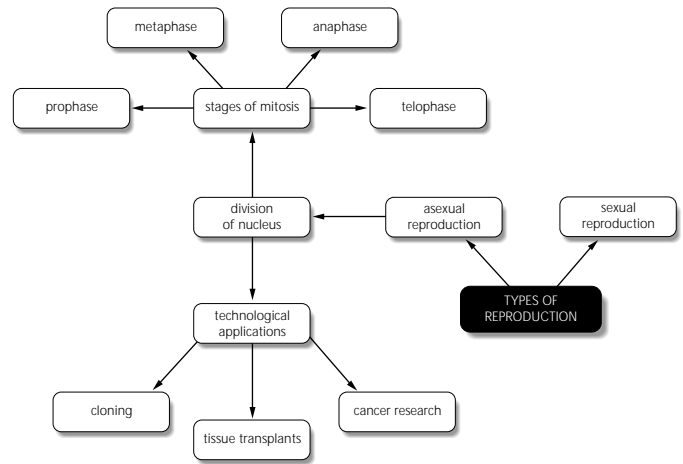 metaphase
anaphase
prophase
stages of mitosis
telophase
division
of nucleus
asexual
reproduction
sexual
reproduction
TYPES OF
REPRODUCTION
technological
applications
cloning
tissue transplants
cancer research